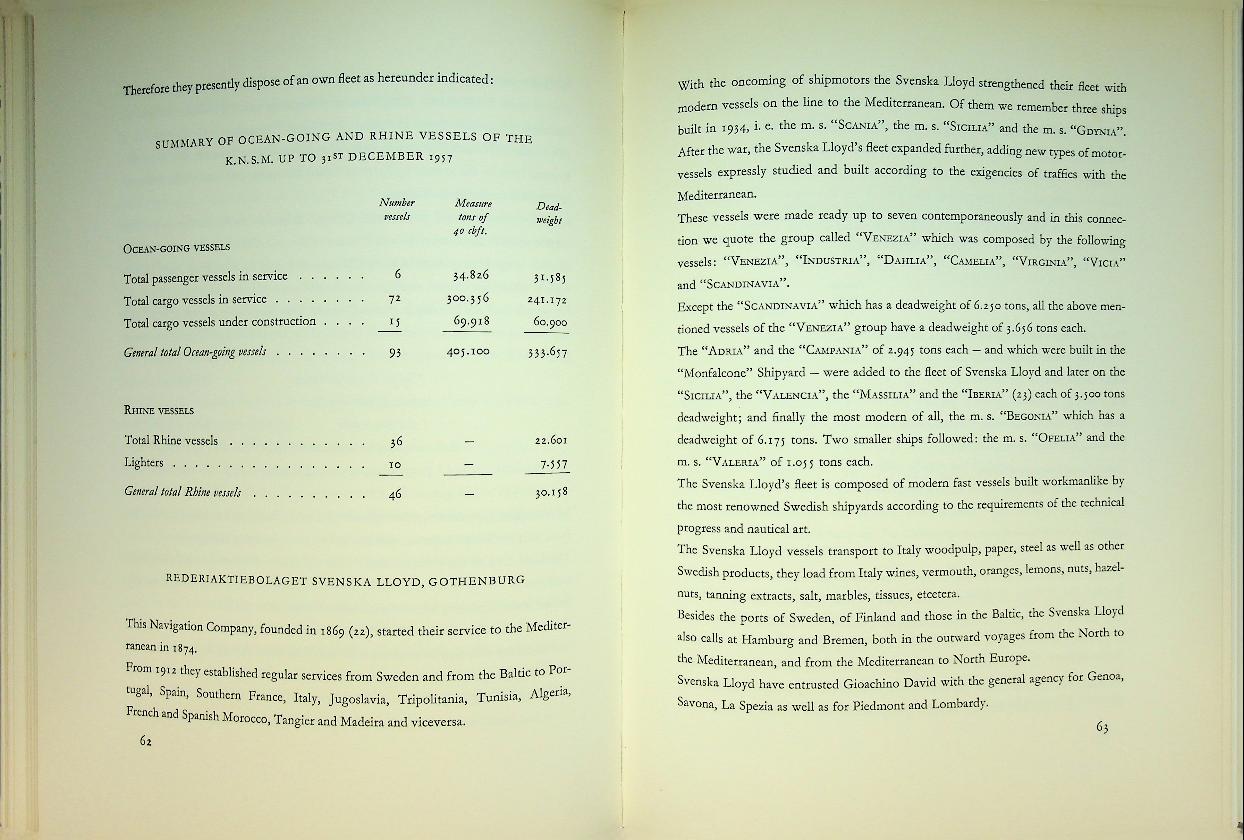 Therefore they presently dispose of an own fleet as hereunder indicated:
SUMMARY OF OCEAN-GOING AND RHINE VESSELS OF THE
K.N.S.M. UP TO 31ST DECEMBER 1957
Number vessels Measure tons of 40 cbft. Dead-weight
OCEAN-GOING VESSELS
Total passenger vessels in service . . . . . . 6 34.826 31.585
Total cargo vessels in service . . . . . . . . 72 300.356 241.172
Total cargo vessels under construction . . . . 15 69.918 60.900
General total Ocean-going vessels . . . . . . . . 93 405.100 333.657
RHINE VESSELS
Total Rhine vessels . . . . . . . . . . . . 36 — 22.601
Lighters . . . . . . . . . . . . . . . . . 10 — 7.557
General total Rhine vessels . . . . . . . . . . 46 — 30.158
REDERIAKTIEBOLAGET SVENSKA LLOYD, GOTHENBURG
This Navigation Company, founded in 1869 (22), started their service to the Mediter-
ranean in 1874.
From 1912 they established regular services from Sweden and from the Baltic to Por-
tugal, Spain, Southern France, Italy, Jugoslavia, Tripolitania, Tunisia, Algeria,
French and Spanish Morocco, Tangier and Madeira and viceversa.
62
With the oncoming of shipmotors the Svenska Lloyd strengthened their fleet with
modern vessels on the line to the Mediterranean. Of them we remember three ships
built in 1934, i. e. the m. s. “SCANIA”, the m. s. “SICILIA” and the m. s. “GDYNIA”.
After the war, the Svenska Lloyd’s fleet expanded further, adding new types of motor-
vessels expressly studied and built according to the exigencies of traffics with the
Mediterranean.
These vessels were made ready up to seven contemporaneously and in this connec-
tion we quote the group called “VENEZIA” which was composed by the following
vessels: “VENEZIA”, “INDUSTRIA”, “DAHLIA”, “CAMELIA”, “VIRGINIA”, “VICIA”
and “SCANDINAVIA”.
Except the “SCANDINAVIA” which has a deadweight of 6.250 tons, all the above men-
tioned vessels of the “VENEZIA” group have a deadweight of 3.656 tons each.
The “ADRIA” and the “CAMPANIA” of 2.945 tons each — and which were built in the
“Monfalcone” Shipyard — were added to the fleet of Svenska Lloyd and later on the
“SICILIA”, the “VALENCIA”, the “MASSILIA” and the “IBERIA” (23) each of 3.500 tons
deadweight; and finally the most modern of all, the m. s. “BEGONIA” which has a
deadweight of 6.175 tons. Two smaller ships followed: the m. s. “OFELIA” and the
m. s. “VALERIA” of 1.055 tons each.
The Svenska Lloyd’s fleet is composed of modern fast vessels built workmanlike by
the most renowned Swedish shipyards according to the requirements of the technical
progress and nautical art.
The Svenska Lloyd vessels transport to Italy woodpulp, paper, steel as well as other
Swedish products, they load from Italy wines, vermouth, oranges, lemons, nuts, hazel-
nuts, tanning extracts, salt, marbles, tissues, etcetera.
Besides the ports of Sweden, of Finland and those in the Baltic, the Svenska Lloyd
also calls at Hamburg and Bremen, both in the outward voyages from the North to
the Mediterranean, and from the Mediterranean to North Europe.
Svenska Lloyd have entrusted Gioachino David with the general agency for Genoa,
Savona, La Spezia as well as for Piedmont and Lombardy.
63